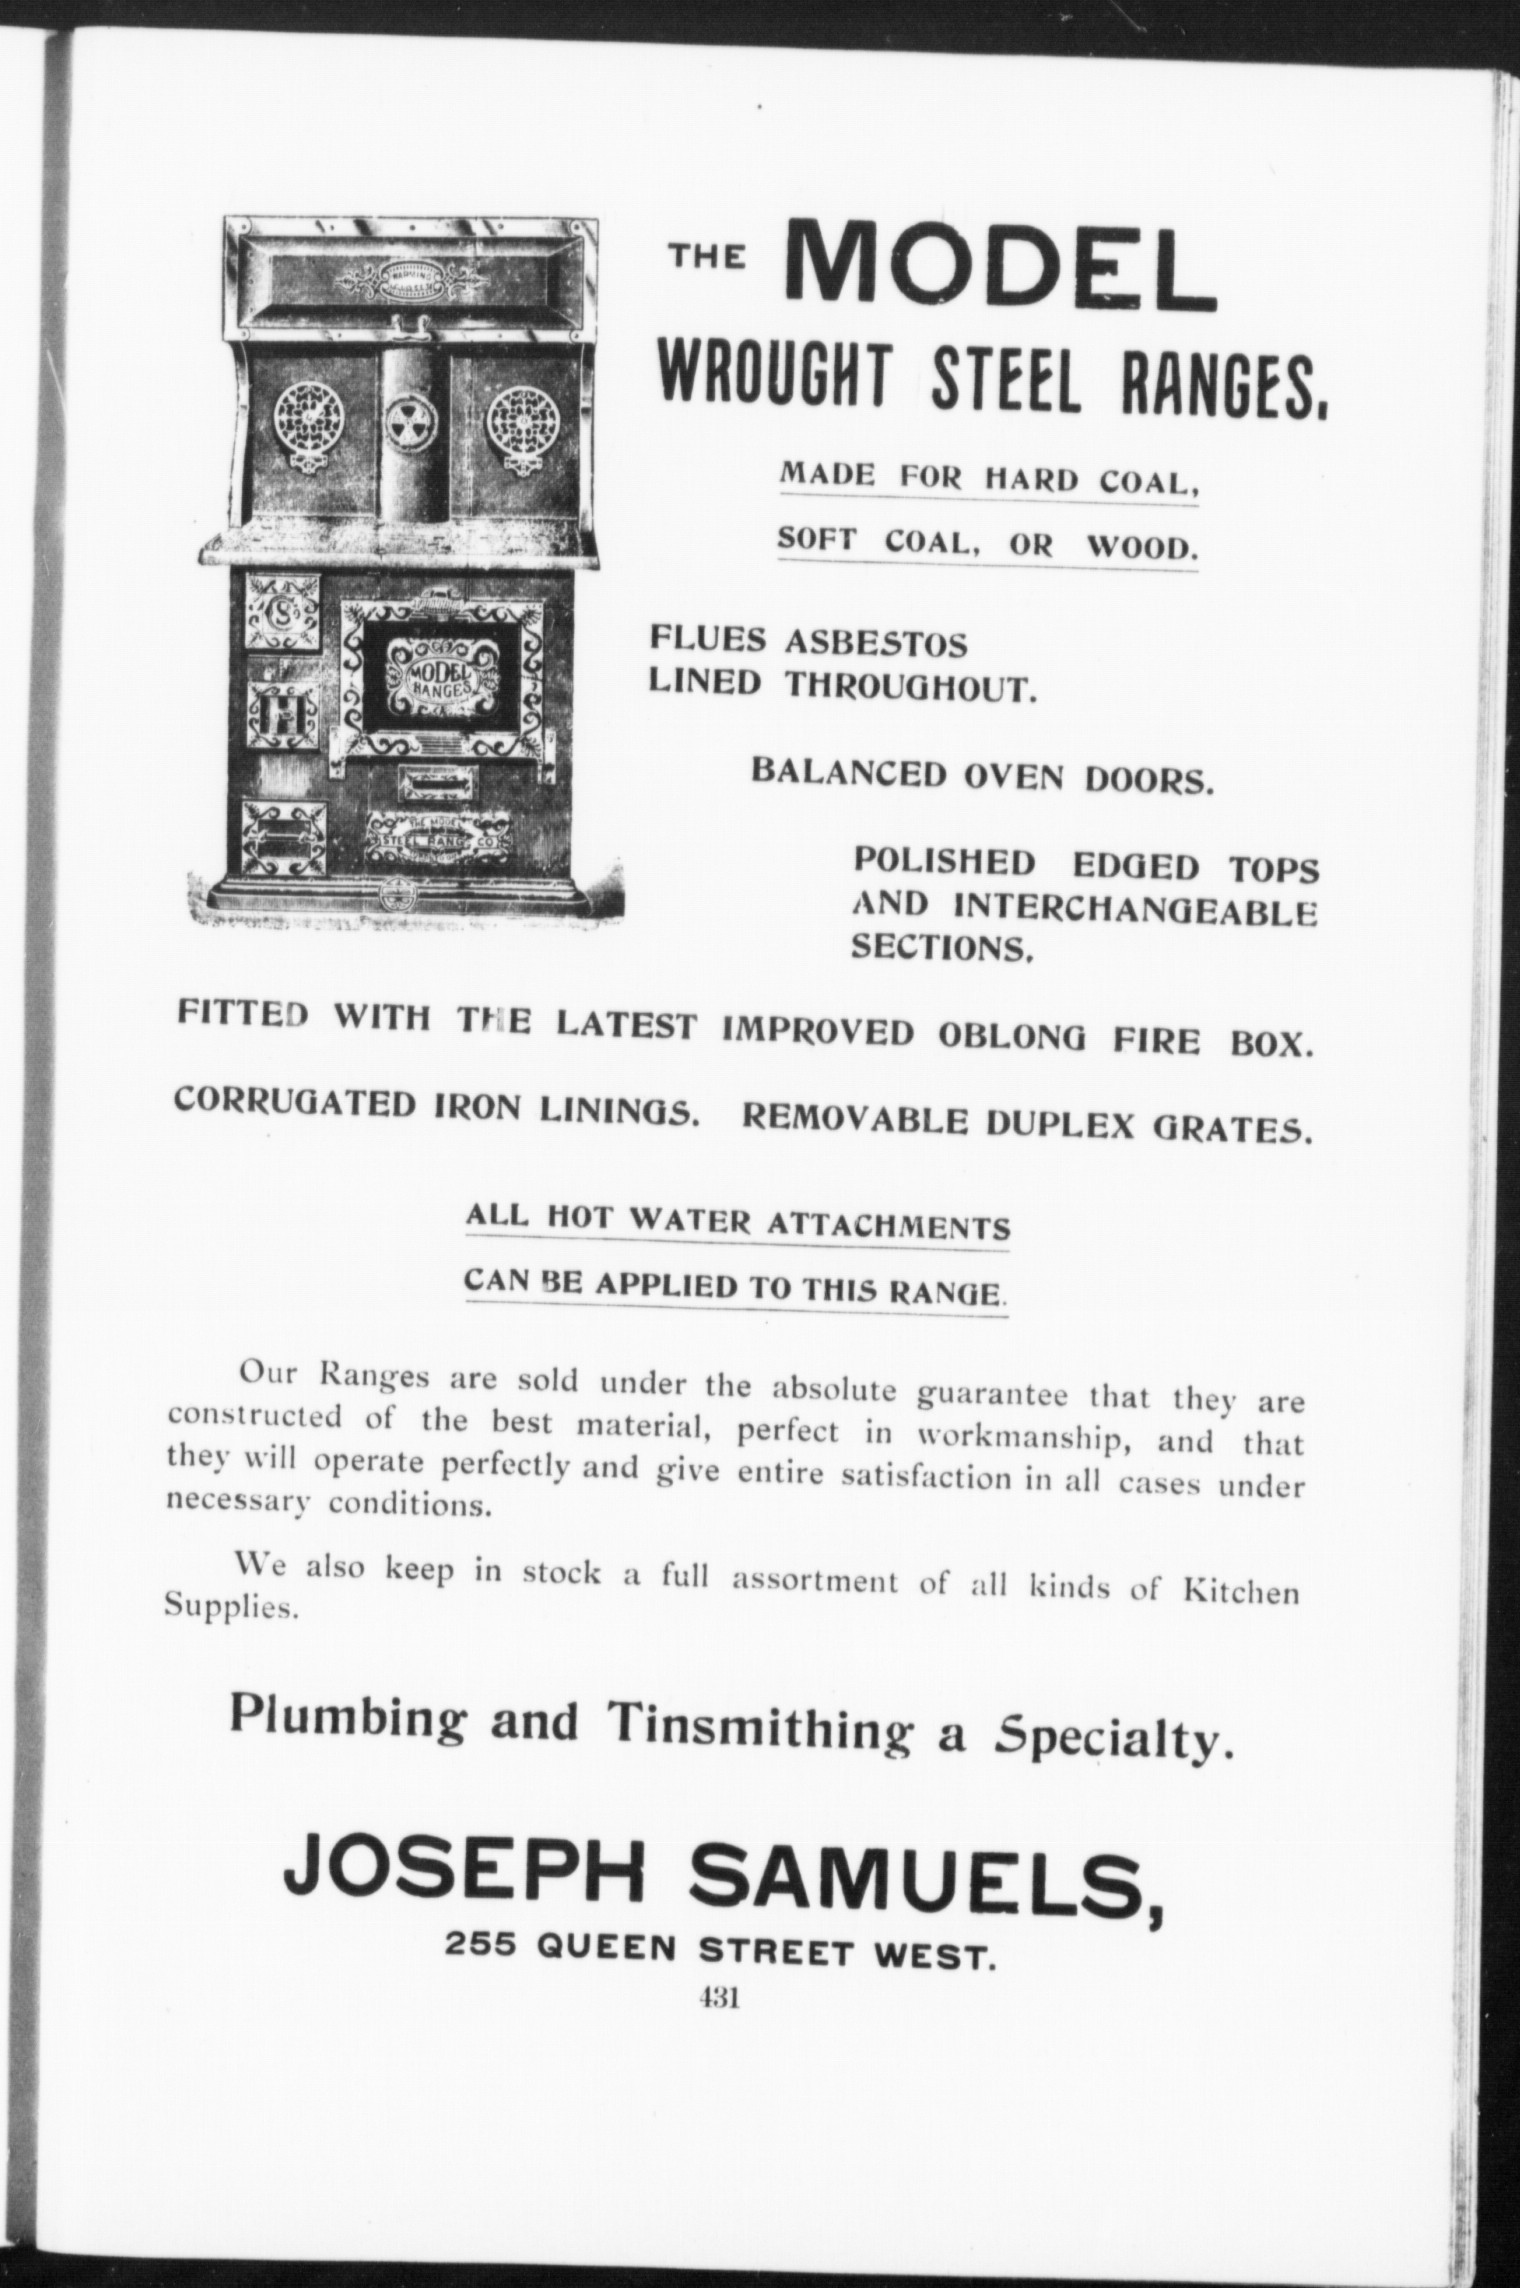 THE MODEL
WROUGHT STEEL RANGES.
MADE FOR HARD COAL,
SOFT COAL, OR WOOD.
FLUES ASBESTOS
LINED THROUGHOUT.
BALANCED OVEN DOORS.
POLISHED EDGED TOPS
AND INTERCHANGEABLE
SECTIONS.
WARMING
CLOSET
MODEL
RANGES
THE MODEL
STEEL RANGE CO
FITTED WITH THE LATEST IMPROVED OBLONG FIRE BOX.
CORRUGATED IRON LININGS. REMOVABLE DUPLEX GRATES.
ALL HOT WATER ATTACHMENTS
CAN BE APPLIED TO THIS RANGE.
Our Ranges are sold under the absolute guarantee that they are
constructed of the best material, perfect in workmanship, and that
they will operate perfectly and give entire satisfaction in all cases under
necessary conditions.
We also keep in stock a full assortment of all kinds of Kitchen
Supplies.
Plumbing and Tinsmithing a Specialty.
JOSEPH SAMUELS,
255 QUEEN STREET WEST.
431